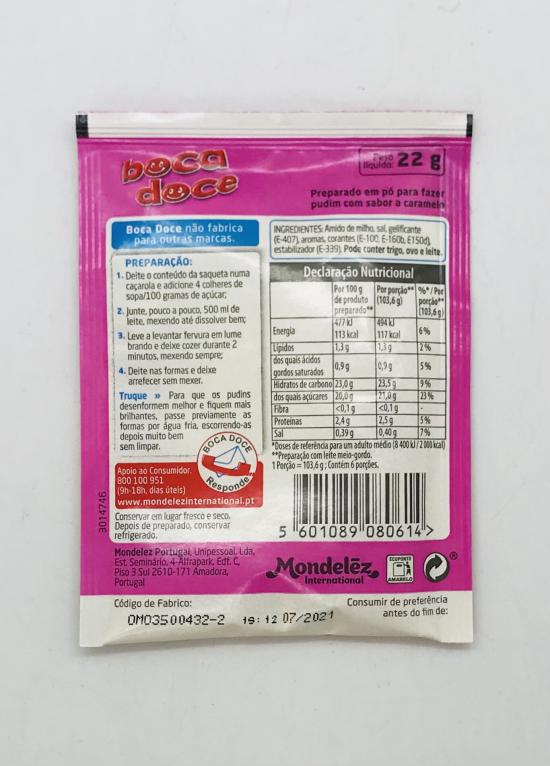 boca
doce
Peso
líquido: 22 g
Preparado em pó para fazer
pudim com sabor a caramelo
Boca Doce não fabrica
para outras marcas.
PREPARAÇÃO:
1. Deite o conteúdo da saqueta numa
caçarola e adicione 4 colheres de
sopa/100 gramas de açúcar;
2. Junte, pouco a pouco, 500 ml de
leite, mexendo até dissolver bem;
3. Leve a levantar fervura em lume
brando e deixe cozer durante 2
minutos, mexendo sempre;
4. Deite nas formas e deixe
arrefecer sem mexer.
Truque » Para que os pudins
desenformem melhor e fiquem mais
brilhantes, passe previamente as
formas por água fria, escorrendo-as
depois muito bem
sem limpar.
BOCA DOCE
Responde
Apoio ao Consumidor
800 100 951
(9h-18h, dias úteis)
www.mondelezinternational.pt
Conservar em lugar fresco e seco.
Depois de preparado, conservar
refrigerado.
3014746
INGREDIENTES: Amido de milho, sal, gelificante
(E-407), aromas, corantes (E-100, E-160b, E150d),
estabilizador (E-339). Pode conter trigo, ovo e leite.
Declaração Nutricional
Por 100 g de produto preparado** Por porção** (103,6 g) %*/Por porção** (103,6 g)
Energia 477 kJ 113 kcal 494 kJ 117 kcal 6%
Lípidos 1,3 g 1,3 g 2%
dos quais ácidos gordos saturados 0,9 g 0,9 g 5%
Hidratos de carbono 23,0 g 23,5 g 9%
dos quais açúcares 20,0 g 21,0 g 23%
Fibra <0,1 g <0,1 g -
Proteínas 2,4 g 2,5 g 5%
Sal 0,39 g 0,40 g 7%
*Doses de referência para um adulto médio (8 400 kJ / 2 000 kcal)
**Preparação com leite meio-gordo.
1 Porção = 103,6 g; Contém 6 porções.
5 601089 080614 >
Mondelez Portugal, Unipessoal, Lda,
Est. Seminário, 4-Alfrapark, Edf. C,
Piso 3 Sul 2610-171 Amadora,
Portugal
Mondelēz
International
ECOPONTO
AMARELO
®
Código de Fabrico:
OMO3500432-2 19:12 07/2021
Consumir de preferência
antes do fim de: